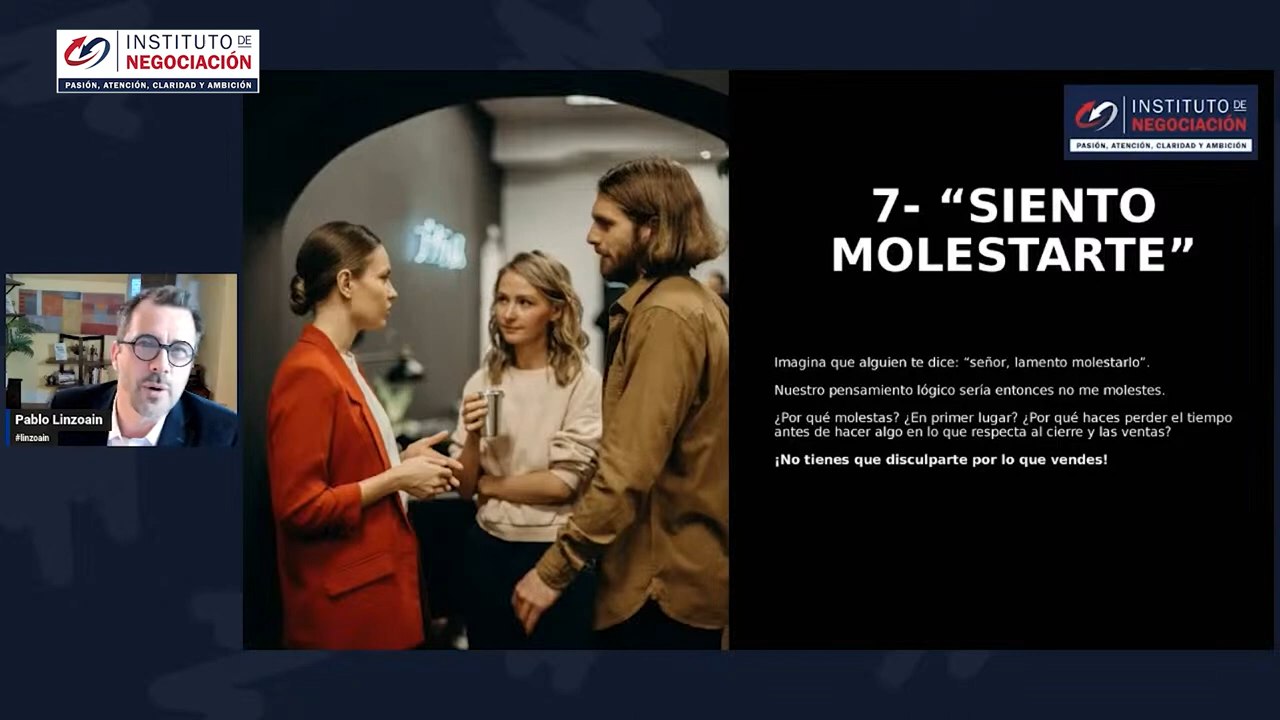 INSTITUTO DE
NEGOCIACIÓN
PASIÓN, ATENCIÓN, CLARIDAD Y AMBICIÓN
INSTITUTO DE
NEGOCIACIÓN
PASIÓN, ATENCIÓN, CLARIDAD Y AMBICIÓN
7- “SIENTO
MOLESTARTE”
Imagina que alguien te dice: “señor, lamento molestarlo”.
Nuestro pensamiento lógico sería entonces no me molestes.
¿Por qué molestas? ¿En primer lugar? ¿Por qué haces perder el tiempo
antes de hacer algo en lo que respecta al cierre y las ventas?
¡No tienes que disculparte por lo que vendes!
Pablo Linzoain
#linzoain